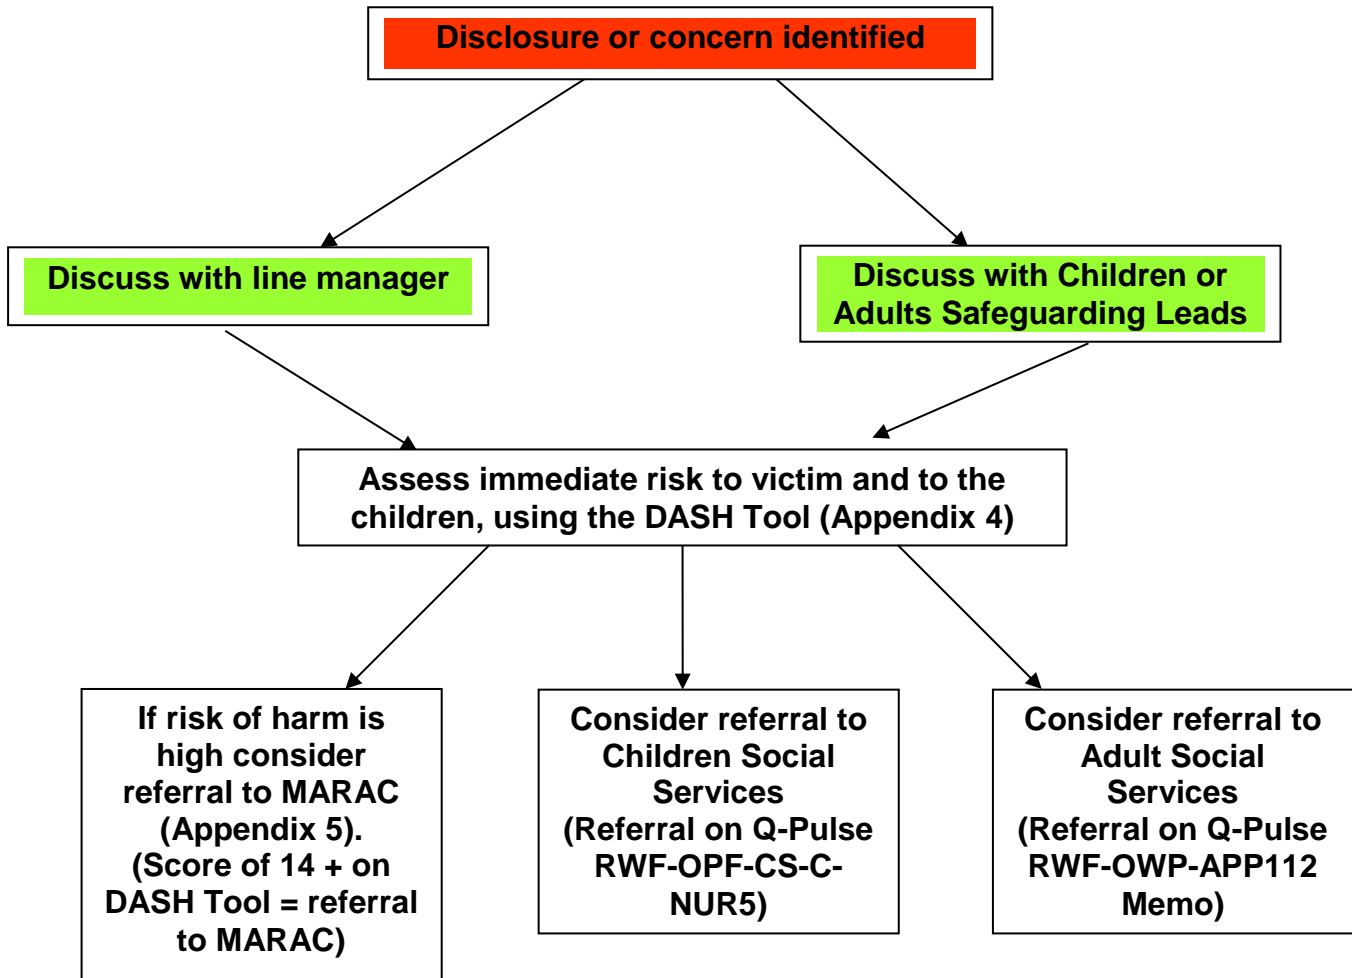 Disclosure or concern identified
Discuss with line manager
Discuss with Children or
Adults Safeguarding Leads
Assess immediate risk to victim and to the
children, using the DASH Tool (Appendix 4)
If risk of harm is
high consider
referral to MARAC
(Appendix 5).
(Score of 14 + on
DASH Tool = referral
to MARAC)
Consider referral to
Children Social
Services
(Referral on Q-Pulse
RWF-OPF-CS-C-
NUR5)
Consider referral to
Adult Social
Services
(Referral on Q-Pulse
RWF-OWP-APP112
Memo)